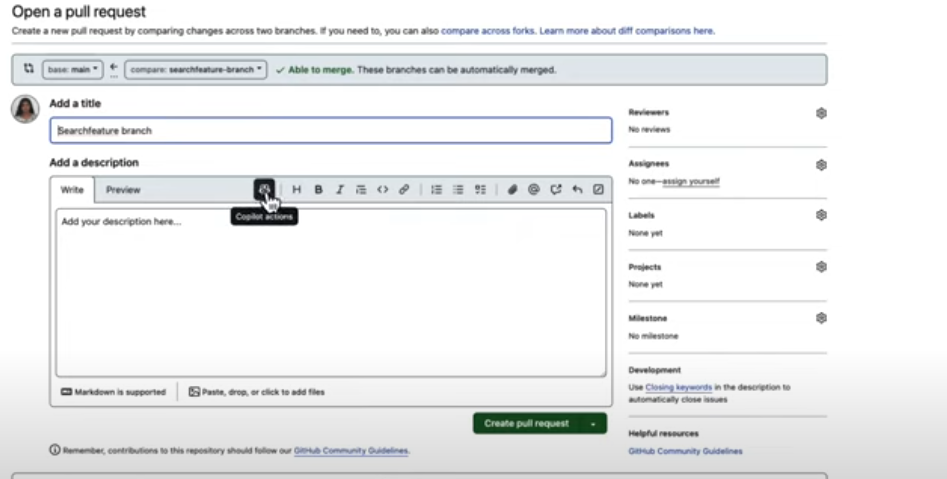 Open a pull request
Create a new pull request by comparing changes across two branches. If you need to, you can also compare across forks. Learn more about diff comparisons here.
base: main compare: searchfeature-branch ✓ Able to merge. These branches can be automatically merged.
Add a title
Searchfeature branch
Add a description
Write Preview
Copilot actions
Add your description here...
Markdown is supported Paste, drop, or click to add files
Create pull request
Remember, contributions to this repository should follow our GitHub Community Guidelines.
Reviewers
No reviews
Assignees
No one—assign yourself
Labels
None yet
Projects
None yet
Milestone
No milestone
Development
Use Closing keywords in the description to
automatically close issues
Helpful resources
GitHub Community Guidelines